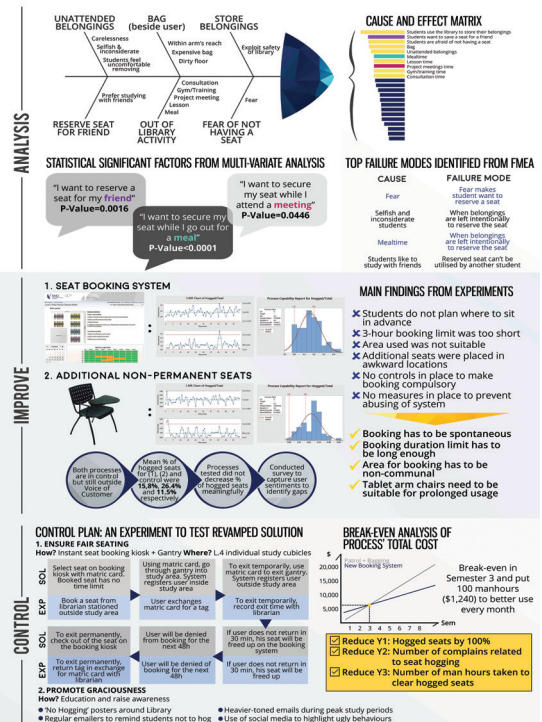 ANALYSIS
UNATTENDED
BELONGINGS
BAG
(beside user)
STORE
BELONGINGS
Carelessness
Selfish &
inconsiderate
Students feel
uncomfortable
removing
Within arm's reach
Expensive bag
Dirty floor
Exploit safety
of library
Prefer studying
with friends
Consultation
Gym/Training
Project meeting
Lesson
Meal
Fear
RESERVE SEAT
FOR FRIEND
OUT OF
LIBRARY
ACTIVITY
FEAR OF NOT
HAVING A
SEAT
CAUSE AND EFFECT MATRIX
Students use the library to store their belongings
Students want to save a seat for a friend
Students are afraid of not having a seat
Bag
Unattended belongings
Mealtime
Lesson time
Project meetings time
Gym/training time
Consultation time
STATISTICAL SIGNIFICANT FACTORS FROM MULTI-VARIATE ANALYSIS
"I want to reserve a
seat for my friend"
P-Value=0.0016
"I want to secure my
seat while I go out for
a meal"
P-Value<0.0001
"I want to secure
my seat while I
attend a meeting"
P-Value=0.0446
TOP FAILURE MODES IDENTIFIED FROM FMEA
CAUSE
FAILURE MODE
Fear
Fear makes
student want to
reserve a seat
Selfish and
inconsiderate
students
When belongings
are left intentionally
to reserve the seat
Mealtime
When belongings
are left intentionally
to reserve the seat
Students like to
study with friends
Reserved seat can't be
utilised by another student
IMPROVE
1. SEAT BOOKING SYSTEM
2. ADDITIONAL NON-PERMANENT SEATS
Both processes
are in control
but still outside
Voice of
Customer
Mean % of
hogged seats
for (1), (2) and
control were
15.8%, 26.4%
and 11.5%
respectively
Processes
tested did not
decrease %
of hogged seats
meaningfully
Conducted
survey to
capture user
sentiments to
identify gaps
MAIN FINDINGS FROM EXPERIMENTS
Students do not plan where to sit
in advance
3-hour booking limit was too short
Area used was not suitable
Additional seats were placed in
awkward locations
No controls in place to make
booking compulsory
No measures in place to prevent
abusing of system
Booking has to be spontaneous
Booking duration limit has to
be long enough
Area for booking has to be
non-communal
Tablet arm chairs need to be
suitable for prolonged usage
CONTROL
CONTROL PLAN: AN EXPERIMENT TO TEST REVAMPED SOLUTION
1. ENSURE FAIR SEATING
How? Instant seat booking kiosk + Gantry Where? L.4 individual study cubicles
SOL
Select seat on booking
kiosk with matric card.
Booked seat has no
time limit
Using matric card, go
through gantry into
study area. System
registers user inside
study area
To exit temporarily, use
matric card to exit gantry.
System registers user
outside study area
EXP
Book a seat from
librarian stationed
outside study area
User exchanges
matric card for a tag
To exit temporarily,
record exit time with
librarian
SOL
To exit permanently,
check out of the seat on
the booking kiosk
User will be denied
from booking for the
next 48h
If user does not return in
30 min, his seat will be
freed up on the booking
system
EXP
To exit permanently,
return tag in exchange
for matric card with
librarian
User will be denied of
booking for the next
48h
If user does not return in
30 min, his seat will be
freed up
2. PROMOTE GRACIOUSNESS
How? Education and raise awareness
● 'No Hogging' posters around Library
● Regular emailers to remind students not to hog
● Heavier-toned emails during peak study periods
● Use of social media to highlight ugly behaviours
BREAK-EVEN ANALYSIS OF
PROCESS' TOTAL COST
$
New Booking System
20,000
15,000
10,000
5,000
1 2 3 4 5 6 7 8
Sem
Break-even in
Semester 3 and put
100 manhours
($1,240) to better use
every month
Reduce Y1: Hogged seats by 100%
Reduce Y2: Number of complains related
to seat hogging
Reduce Y3: Number of man hours taken to
clear hogged seats